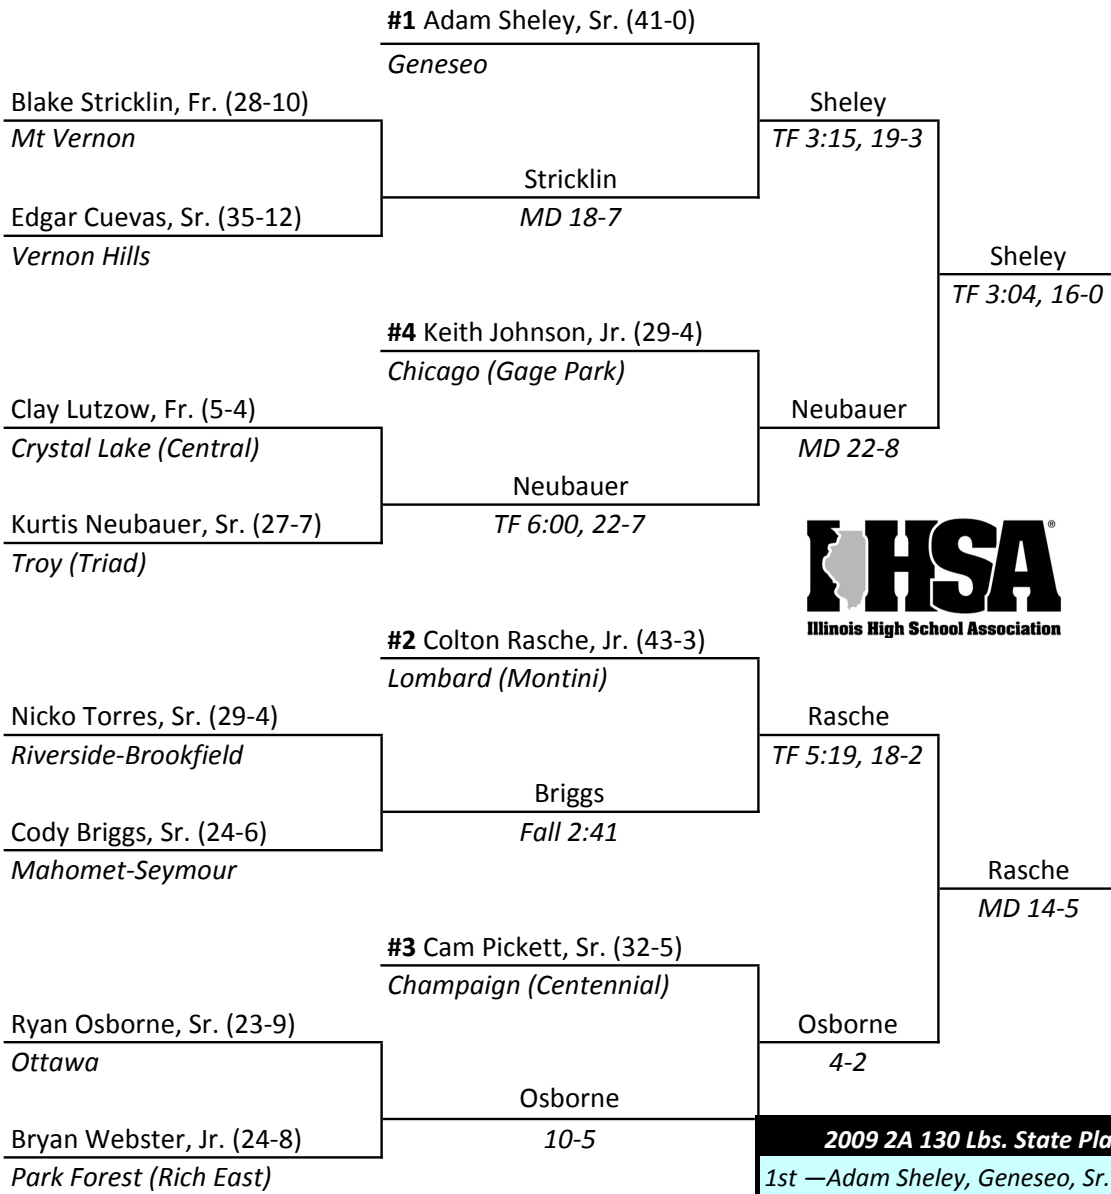 #1 Adam Sheley, Sr. (41-0)
Geneseo
Blake Stricklin, Fr. (28-10)
Mt Vernon
Sheley
TF 3:15, 19-3
Stricklin
MD 18-7
Edgar Cuevas, Sr. (35-12)
Vernon Hills
Sheley
TF 3:04, 16-0
#4 Keith Johnson, Jr. (29-4)
Chicago (Gage Park)
Clay Lutzow, Fr. (5-4)
Crystal Lake (Central)
Neubauer
MD 22-8
Neubauer
TF 6:00, 22-7
Kurtis Neubauer, Sr. (27-7)
Troy (Triad)
IHSA®
Illinois High School Association
#2 Colton Rasche, Jr. (43-3)
Lombard (Montini)
Nicko Torres, Sr. (29-4)
Riverside-Brookfield
Rasche
TF 5:19, 18-2
Briggs
Fall 2:41
Cody Briggs, Sr. (24-6)
Mahomet-Seymour
Rasche
MD 14-5
#3 Cam Pickett, Sr. (32-5)
Champaign (Centennial)
Ryan Osborne, Sr. (23-9)
Ottawa
Osborne
4-2
Osborne
10-5
Bryan Webster, Jr. (24-8)
Park Forest (Rich East)
2009 2A 130 Lbs. State Pla
1st —Adam Sheley, Geneseo, Sr.